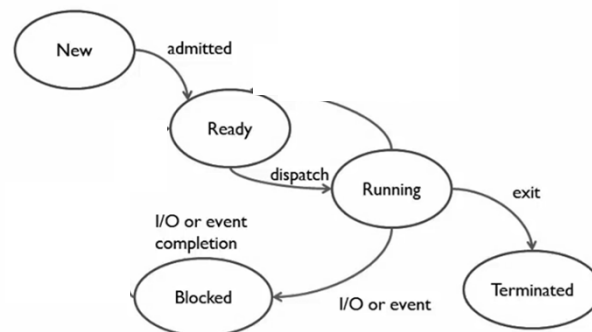 New
admitted
Ready
dispatch
Running
exit
I/O or event
completion
Blocked
I/O or event
Terminated